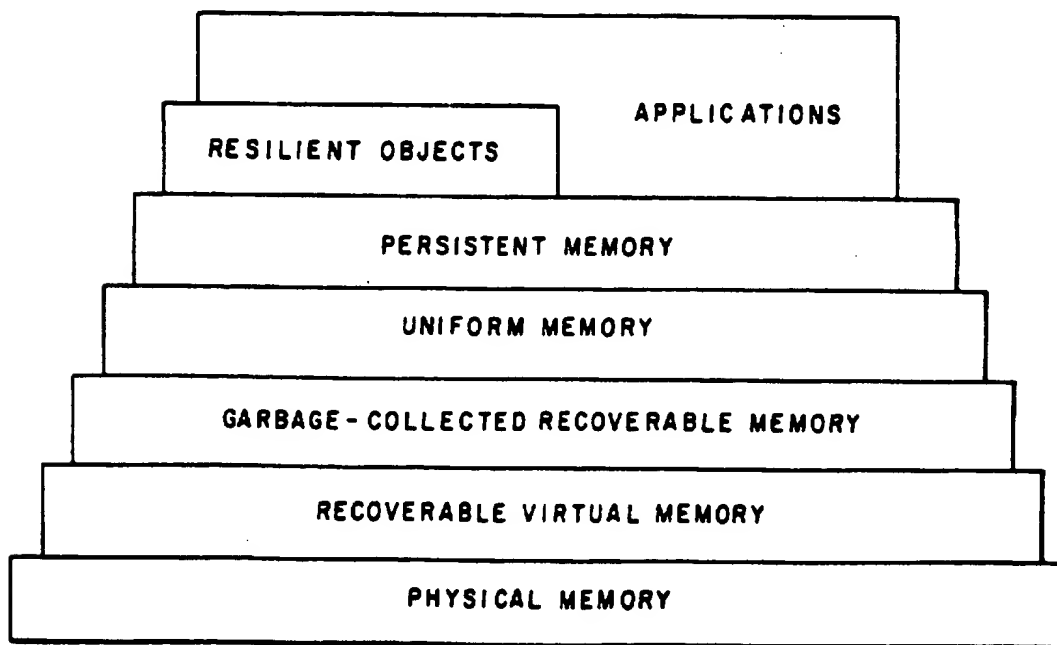 APPLICATIONS
RESILIENT OBJECTS
PERSISTENT MEMORY
UNIFORM MEMORY
GARBAGE-COLLECTED RECOVERABLE MEMORY
RECOVERABLE VIRTUAL MEMORY
PHYSICAL MEMORY